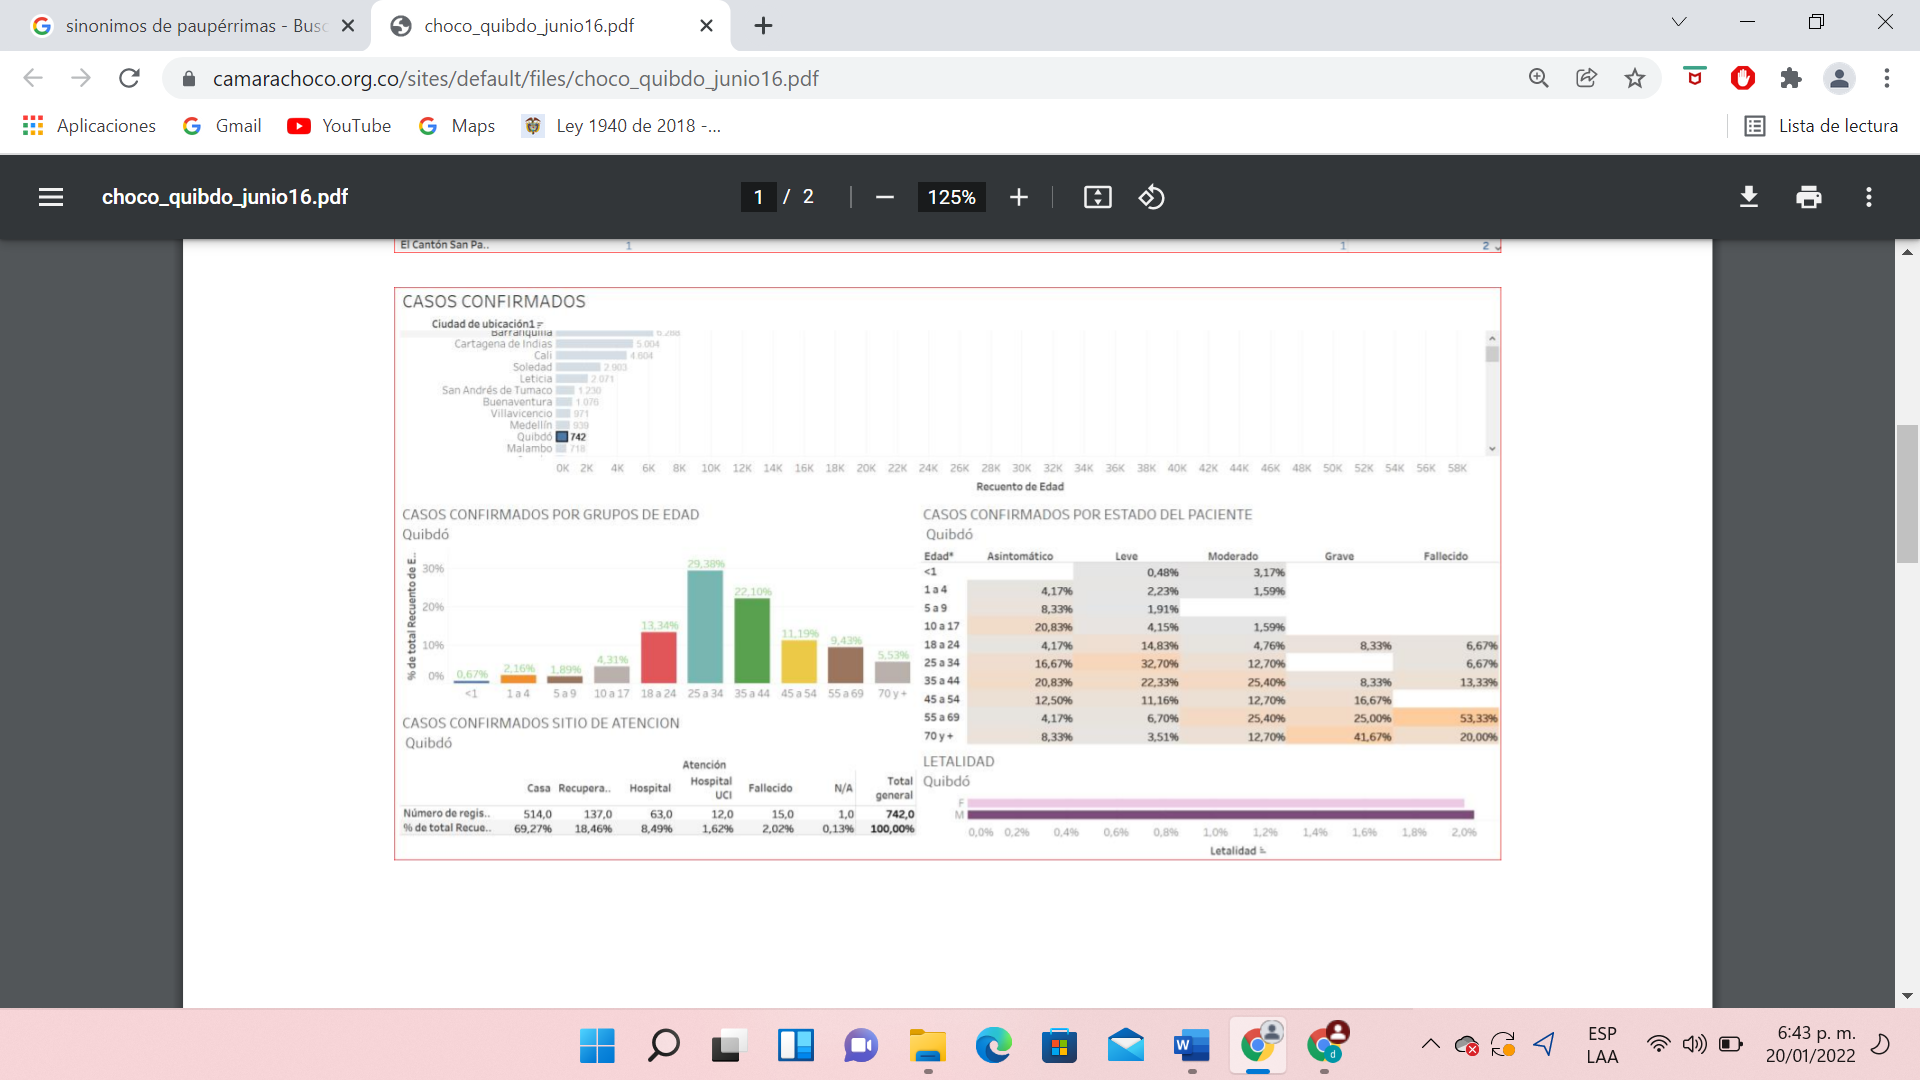 sinonimos de paupérrimas - Busc
choco_quibdo_junio16.pdf
camarachoco.org.co/sites/default/files/choco_quibdo_junio16.pdf
Aplicaciones Gmail YouTube Maps Ley 1940 de 2018 -... Lista de lectura
choco_quibdo_junio16.pdf 1 / 2 125%
El Cantón San Pa.. 1 1 2
CASOS CONFIRMADOS
Ciudad de ubicación1
Barranquilla 6.288
Cartagena de Indias 5.004
Cali 4.604
Soledad 2.903
Leticia 2.071
San Andrés de Tumaco 1.230
Buenaventura 1.076
Villavicencio 971
Medellín 939
Quibdó 742
Malambo 718
0K 2K 4K 6K 8K 10K 12K 14K 16K 18K 20K 22K 24K 26K 28K 30K 32K 34K 36K 38K 40K 42K 44K 46K 48K 50K 52K 54K 56K 58K
Recuento de Edad
CASOS CONFIRMADOS POR GRUPOS DE EDAD
Quibdó
% de total Recuento de E..
30%
20%
10%
0%
0,67% 2,16% 1,89% 4,31% 13,34% 29,38% 22,10% 11,19% 9,43% 5,53%
<1 1 a 4 5 a 9 10 a 17 18 a 24 25 a 34 35 a 44 45 a 54 55 a 69 70 y +
CASOS CONFIRMADOS SITIO DE ATENCION
Quibdó
Atención
Casa Recupera.. Hospital Hospital UCI Fallecido N/A Total general
Número de regis.. 514,0 137,0 63,0 12,0 15,0 1,0 742,0
% de total Recue.. 69,27% 18,46% 8,49% 1,62% 2,02% 0,13% 100,00%
CASOS CONFIRMADOS POR ESTADO DEL PACIENTE
Quibdó
Edad* Asintomático Leve Moderado Grave Fallecido
<1 0,48% 3,17%
1 a 4 4,17% 2,23% 1,59%
5 a 9 8,33% 1,91%
10 a 17 20,83% 4,15% 1,59%
18 a 24 4,17% 14,83% 4,76% 8,33% 6,67%
25 a 34 16,67% 32,70% 12,70% 6,67%
35 a 44 20,83% 22,33% 25,40% 8,33% 13,33%
45 a 54 12,50% 11,16% 12,70% 16,67%
55 a 69 4,17% 6,70% 25,40% 25,00% 53,33%
70 y + 8,33% 3,51% 12,70% 41,67% 20,00%
LETALIDAD
Quibdó
F
M
0,0% 0,2% 0,4% 0,6% 0,8% 1,0% 1,2% 1,4% 1,6% 1,8% 2,0%
Letalidad
ESP
LAA
6:43 p. m.
20/01/2022